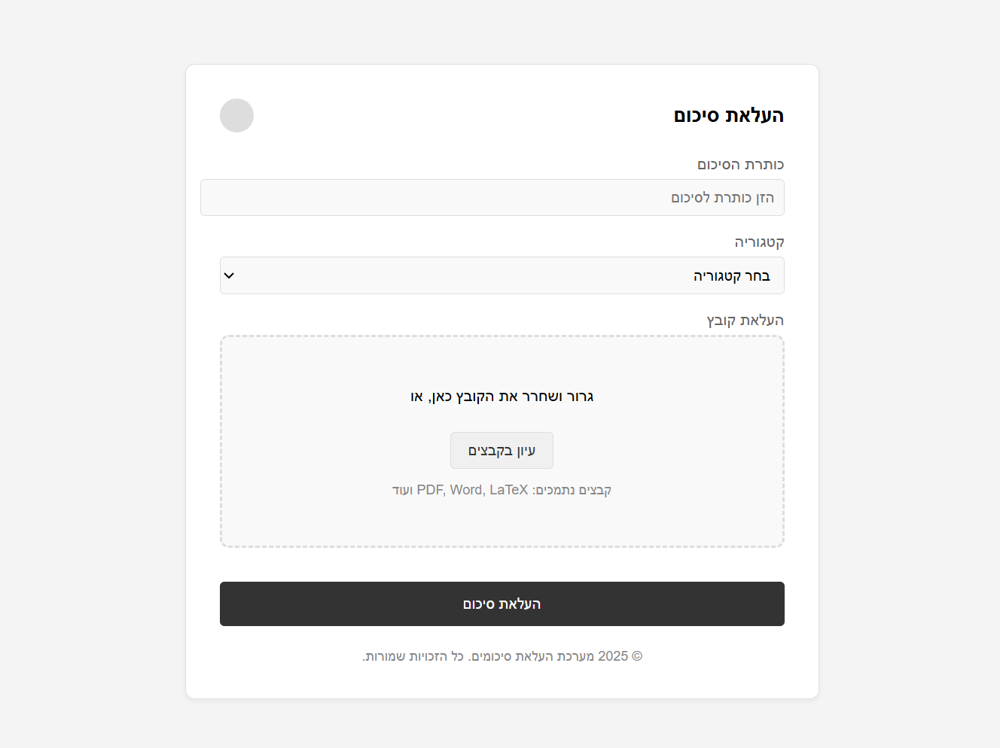 העלאת סיכום
כותרת הסיכום
הזן כותרת לסיכום
קטגוריה
בחר קטגוריה
העלאת קובץ
גרור ושחרר את הקובץ כאן, או
עיון בקבצים
קבצים נתמכים: PDF, Word, LaTeX ועוד
העלאת סיכום
© 2025 מערכת העלאת סיכומים. כל הזכויות שמורות.